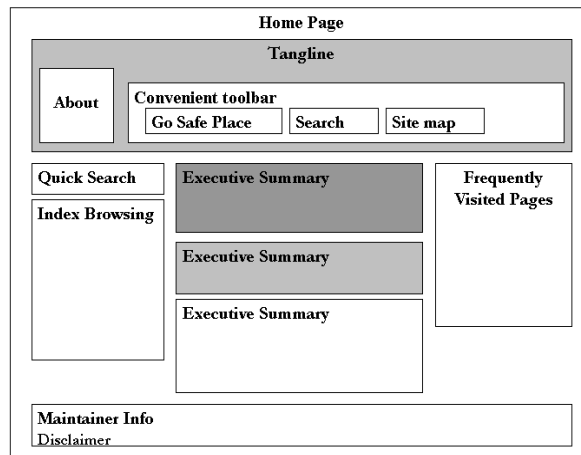 Home Page
Tangline
About
Convenient toolbar
Go Safe Place
Search
Site map
Quick Search
Index Browsing
Executive Summary
Executive Summary
Executive Summary
Frequently
Visited Pages
Maintainer Info
Disclaimer